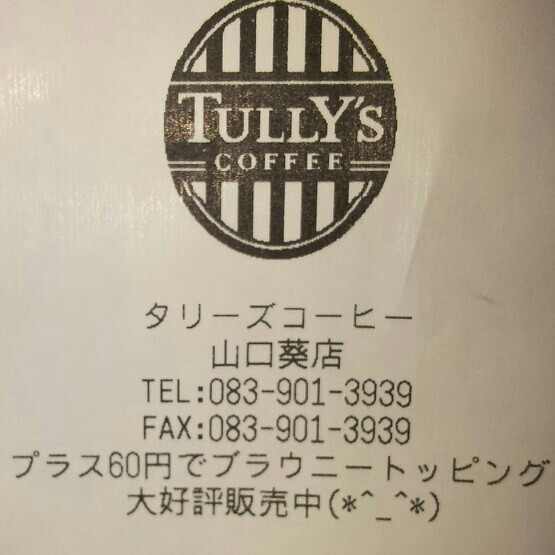 TULLY'S
COFFEE
タリーズコーヒー
山口葵店
TEL:083-901-3939
FAX:083-901-3939
プラス60円でブラウニートッピング
大好評販売中(*^_^*)